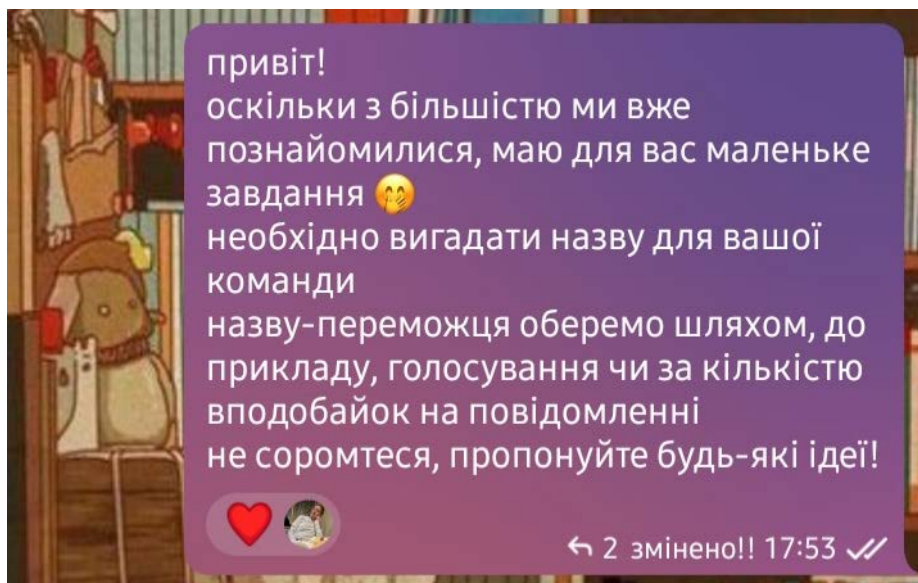 привіт!
оскільки з більшістю ми вже
познайомилися, маю для вас маленьке
завдання 🤭
необхідно вигадати назву для вашої
команди
назву-переможця оберемо шляхом, до
прикладу, голосування чи за кількістю
вподобайок на повідомленні
не соромтеся, пропонуйте будь-які ідеї!
2 змінено!! 17:53